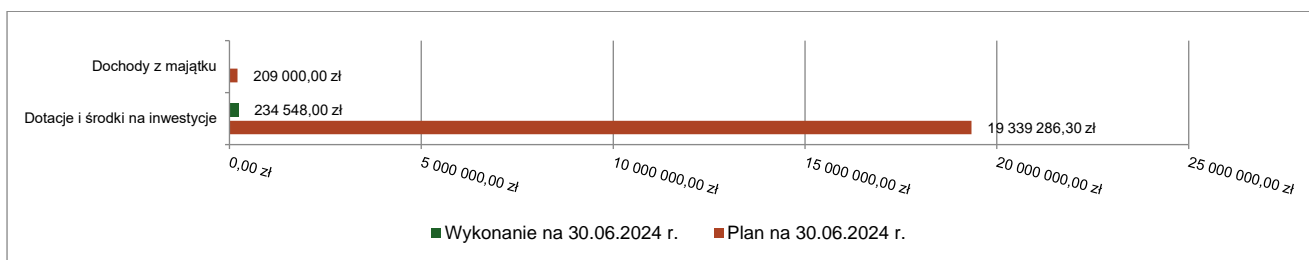 Dochody z majątku
209 000,00 zł
234 548,00 zł
Dotacje i środki na inwestycje
19 339 286,30 zł
0,00 zł
5 000 000,00 zł
10 000 000,00 zł
15 000 000,00 zł
20 000 000,00 zł
25 000 000,00 zł
Wykonanie na 30.06.2024 r.
Plan na 30.06.2024 r.